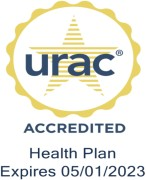 urac®
ACCREDITED
Health Plan
Expires 05/01/2023